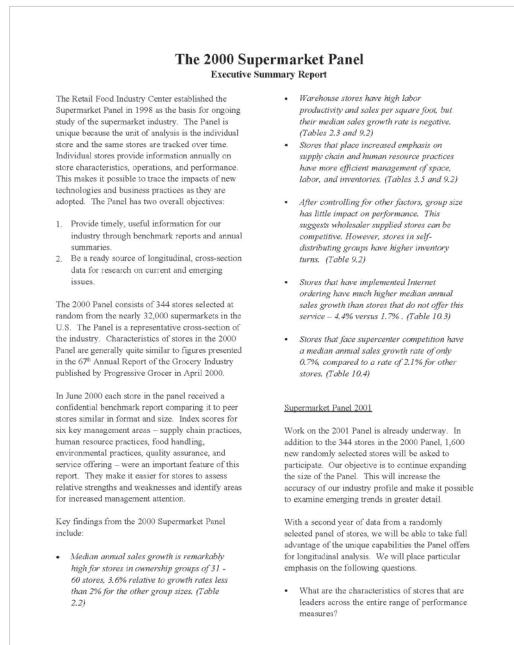 The 2000 Supermarket Panel
Executive Summary Report
The Retail Food Industry Center established the
Supermarket Panel in 1998 as the basis for ongoing
study of the supermarket industry. The Panel is
unique because the unit of analysis is the individual
store and the same stores are tracked over time.
Individual stores provide information annually on
store characteristics, operations, and performance.
This makes it possible to trace the impacts of new
technologies and business practices as they are
adopted. The Panel has two overall objectives:
1. Provide timely, useful information for our
industry through benchmark reports and annual
summaries.
2. Be a ready source of longitudinal, cross-section
data for research on current and emerging
issues.
The 2000 Panel consists of 344 stores selected at
random from the nearly 32,000 supermarkets in the
U.S. The Panel is a representative cross-section of
the industry. Characteristics of stores in the 2000
Panel are generally quite similar to figures presented
in the 67th Annual Report of the Grocery Industry
published by Progressive Grocer in April 2000.
In June 2000 each store in the panel received a
confidential benchmark report comparing it to peer
stores similar in format and size. Index scores for
six key management areas – supply chain practices,
human resource practices, food handling,
environmental practices, quality assurance, and
service offering – were an important feature of this
report. They make it easier for stores to assess
relative strengths and weaknesses and identify areas
for increased management attention.
Key findings from the 2000 Supermarket Panel
include:
• Median annual sales growth is remarkably
high for stores in ownership groups of 31 -
60 stores, 3.6% relative to growth rates less
than 2% for the other group sizes. (Table
2.2)
• Warehouse stores have high labor
productivity and sales per square foot, but
their median sales growth rate is negative.
(Tables 2.3 and 9.2)
• Stores that place increased emphasis on
supply chain and human resource practices
have more efficient management of space,
labor, and inventories. (Tables 3.5 and 9.2)
• After controlling for other factors, group size
has little impact on performance. This
suggests wholesaler supplied stores can be
competitive. However, stores in self-
distributing groups have higher inventory
turns. (Table 9.2)
• Stores that have implemented Internet
ordering have much higher median annual
sales growth than stores that do not offer this
service – 4.4% versus 1.7% . (Table 10.3)
• Stores that face supercenter competition have
a median annual sales growth rate of only
0.7%, compared to a rate of 2.1% for other
stores. (Table 10.4)
Supermarket Panel 2001
Work on the 2001 Panel is already underway. In
addition to the 344 stores in the 2000 Panel, 1,600
new randomly selected stores will be asked to
participate. Our objective is to continue expanding
the size of the Panel. This will increase the
accuracy of our industry profile and make it possible
to examine emerging trends in greater detail.
With a second year of data from a randomly
selected panel of stores, we will be able to take full
advantage of the unique capabilities the Panel offers
for longitudinal analysis. We will place particular
emphasis on the following questions.
• What are the characteristics of stores that are
leaders across the entire range of performance
measures?